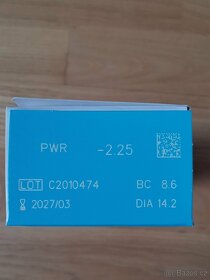 PWR -2.25
LOT C2010474 BC 8.6
2027/03 DIA 14.2
bazos.cz